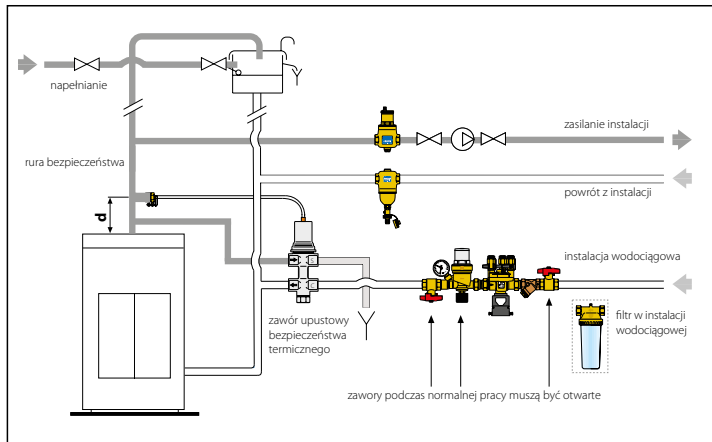 napełnianie
zasilanie instalacji
rura bezpieczeństwa
powrót z instalacji
d
instalacja wodociągowa
zawór upustowy
bezpieczeństwa
termicznego
filtr w instalacji
wodociągowej
zawory podczas normalnej pracy muszą być otwarte